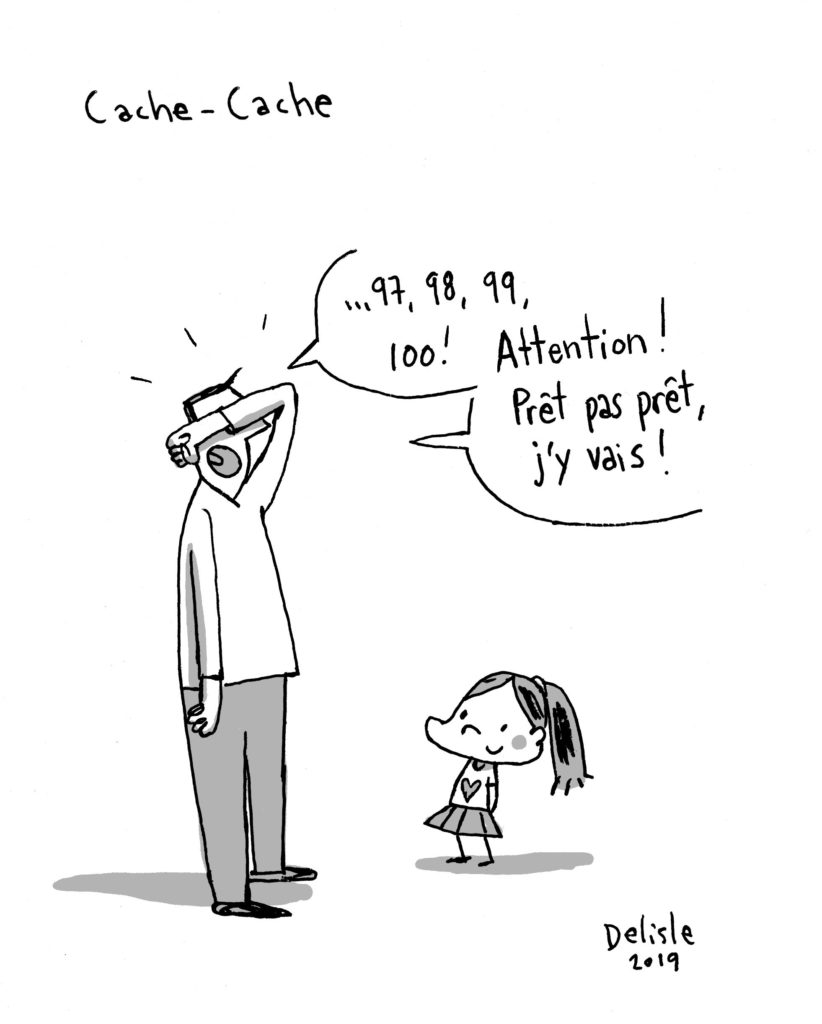 Cache-Cache
...97, 98, 99,
100!
Attention!
Prêt pas prêt,
j'y vais!
Delisle
2019